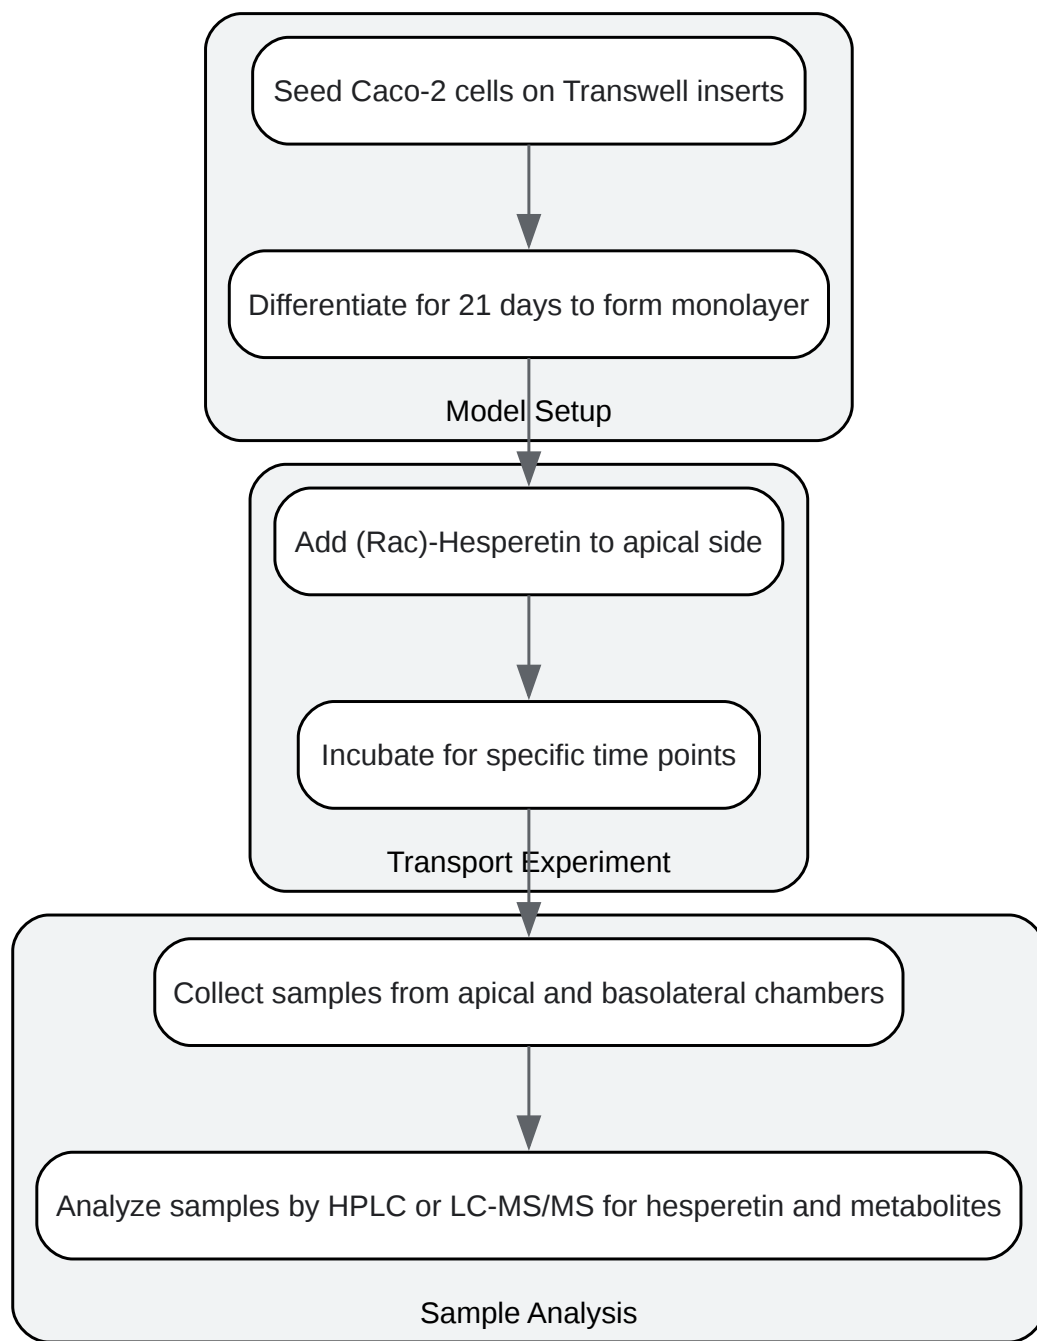 Seed Caco-2 cells on Transwell inserts
Differentiate for 21 days to form monolayer
Model Setup
Add (Rac)-Hesperetin to apical side
Incubate for specific time points
Transport Experiment
Collect samples from apical and basolateral chambers
Analyze samples by HPLC or LC-MS/MS for hesperetin and metabolites
Sample Analysis